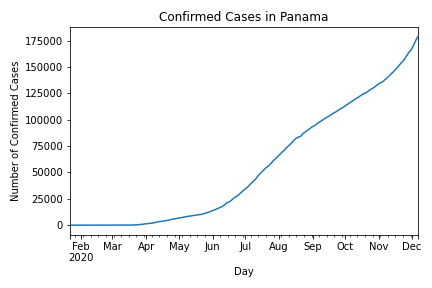 Confirmed Cases in Panama
Number of Confirmed Cases
175000
150000
125000
100000
75000
50000
25000
0
Feb Mar Apr May Jun Jul Aug Sep Oct Nov Dec
2020
Day